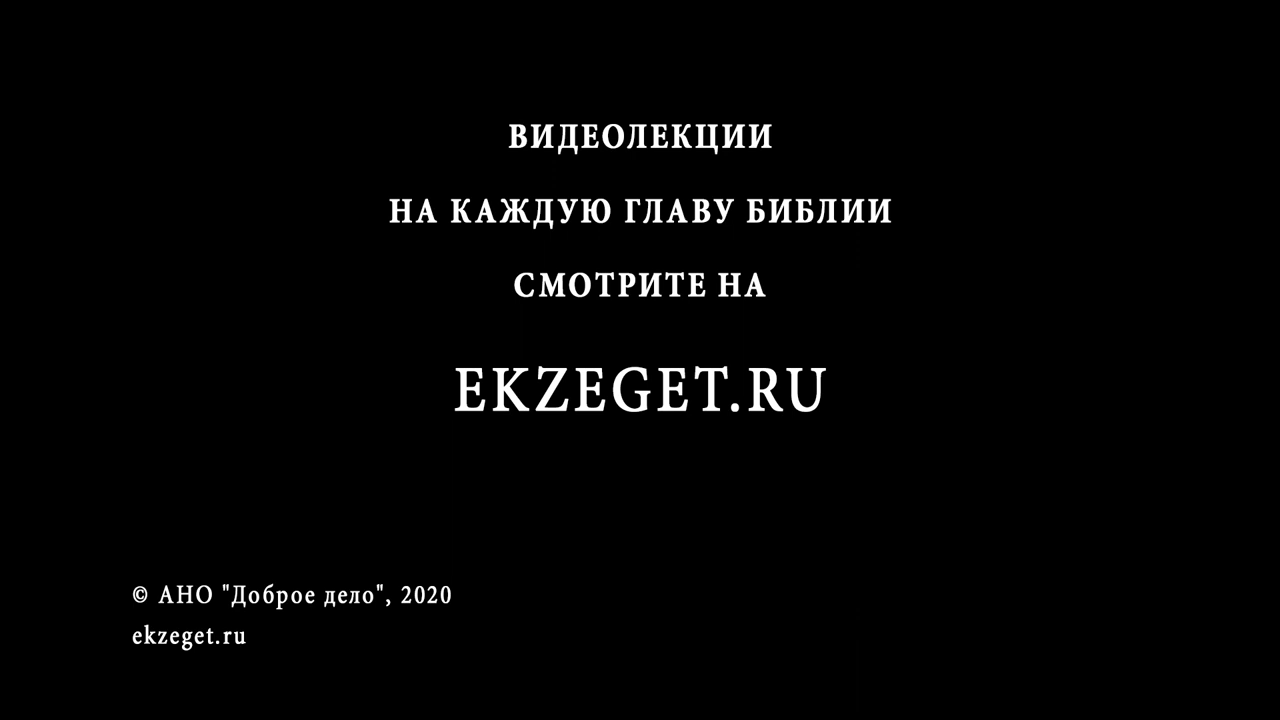 ВИДЕОЛЕКЦИИ
НА КАЖДУЮ ГЛАВУ БИБЛИИ
СМОТРИТЕ НА
EKZEGET.RU
© АНО "Доброе дело", 2020
ekzeget.ru